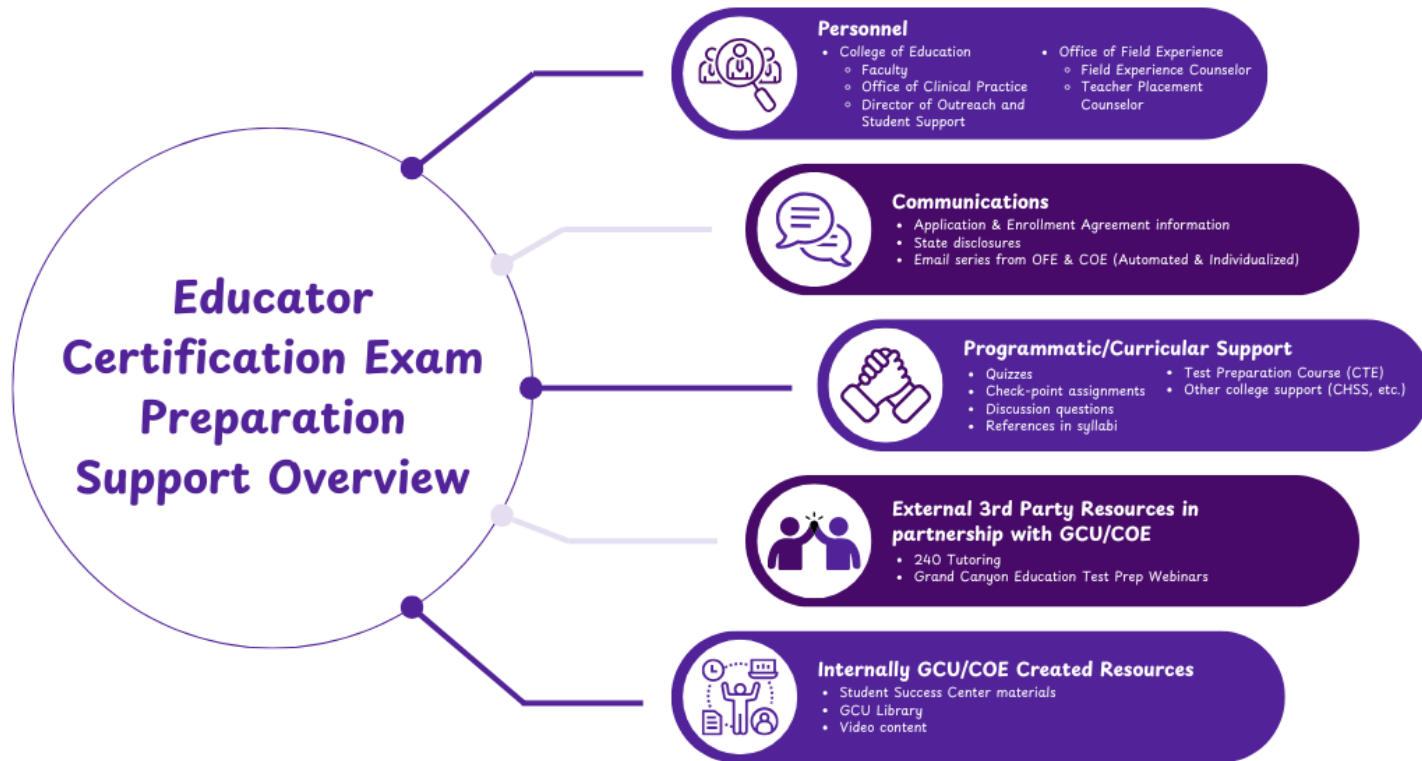 Educator
Certification Exam
Preparation
Support Overview
Personnel
• College of Education
◦ Faculty
◦ Office of Clinical Practice
◦ Director of Outreach and
Student Support
• Office of Field Experience
◦ Field Experience Counselor
◦ Teacher Placement
Counselor
Communications
• Application & Enrollment Agreement information
• State disclosures
• Email series from OFE & COE (Automated & Individualized)
Programmatic/Curricular Support
• Quizzes
• Check-point assignments
• Discussion questions
• References in syllabi
• Test Preparation Course (CTE)
• Other college support (CHSS, etc.)
External 3rd Party Resources in
partnership with GCU/COE
• 240 Tutoring
• Grand Canyon Education Test Prep Webinars
Internally GCU/COE Created Resources
• Student Success Center materials
• GCU Library
• Video content